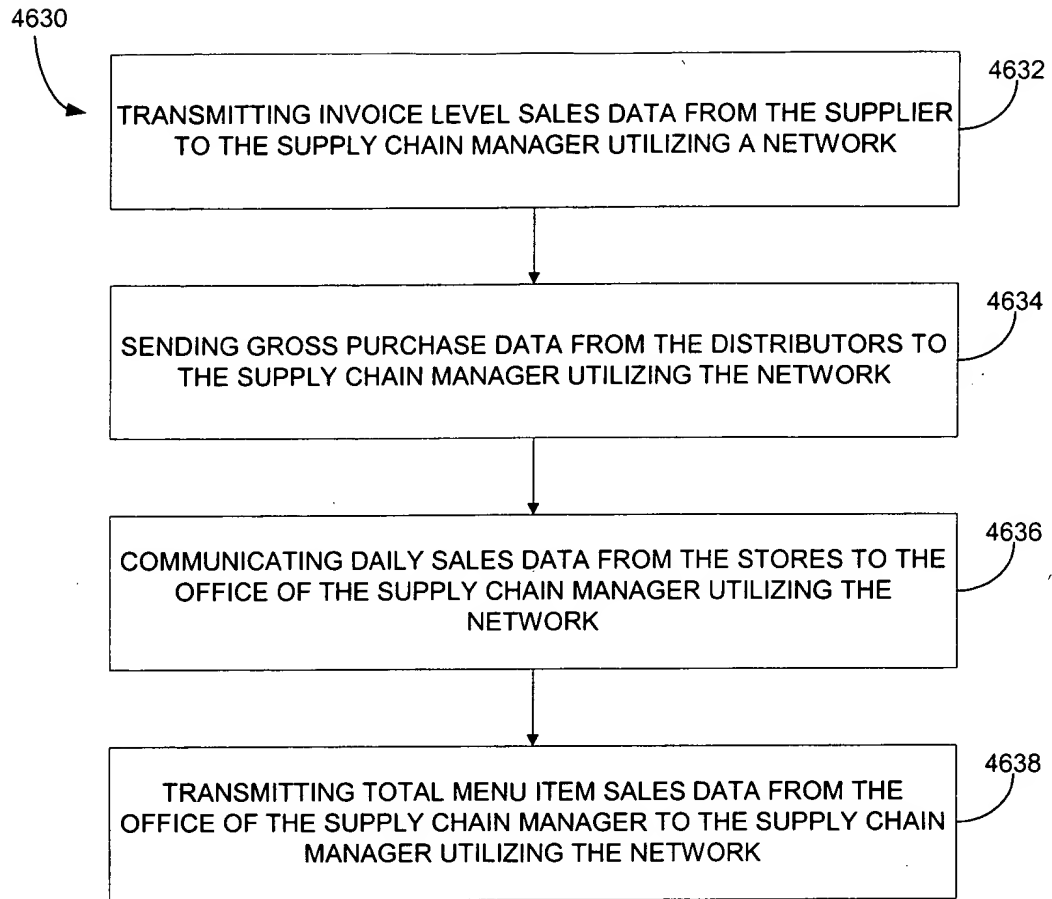 4630
4632
TRANSMITTING INVOICE LEVEL SALES DATA FROM THE SUPPLIER
TO THE SUPPLY CHAIN MANAGER UTILIZING A NETWORK
4634
SENDING GROSS PURCHASE DATA FROM THE DISTRIBUTORS TO
THE SUPPLY CHAIN MANAGER UTILIZING THE NETWORK
4636
COMMUNICATING DAILY SALES DATA FROM THE STORES TO THE
OFFICE OF THE SUPPLY CHAIN MANAGER UTILIZING THE
NETWORK
4638
TRANSMITTING TOTAL MENU ITEM SALES DATA FROM THE
OFFICE OF THE SUPPLY CHAIN MANAGER TO THE SUPPLY CHAIN
MANAGER UTILIZING THE NETWORK